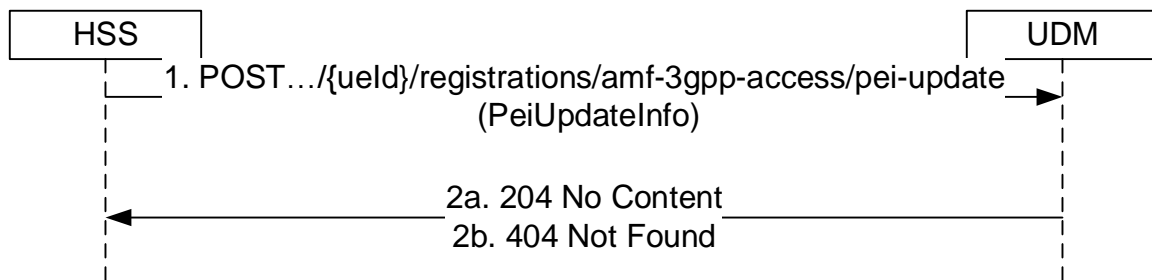 HSS
UDM
1. POST…/{ueId}/registrations/amf-3gpp-access/pei-update
(PeiUpdateInfo)
2a. 204 No Content
2b. 404 Not Found